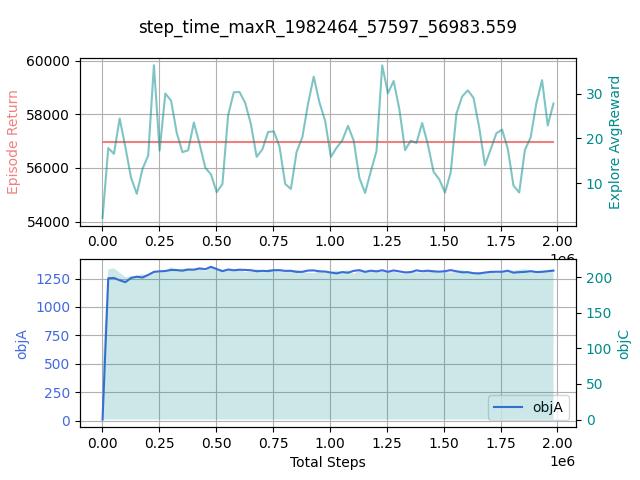 step_time_maxR_1982464_57597_56983.559
60000
58000
56000
54000
Episode Return
30
20
10
Explore AvgReward
0.00 0.25 0.50 0.75 1.00 1.25 1.50 1.75 2.00
1e6
1250
1000
750
500
250
0
objA
200
150
100
50
0
objC
objA
0.00 0.25 0.50 0.75 1.00 1.25 1.50 1.75 2.00
Total Steps
1e6